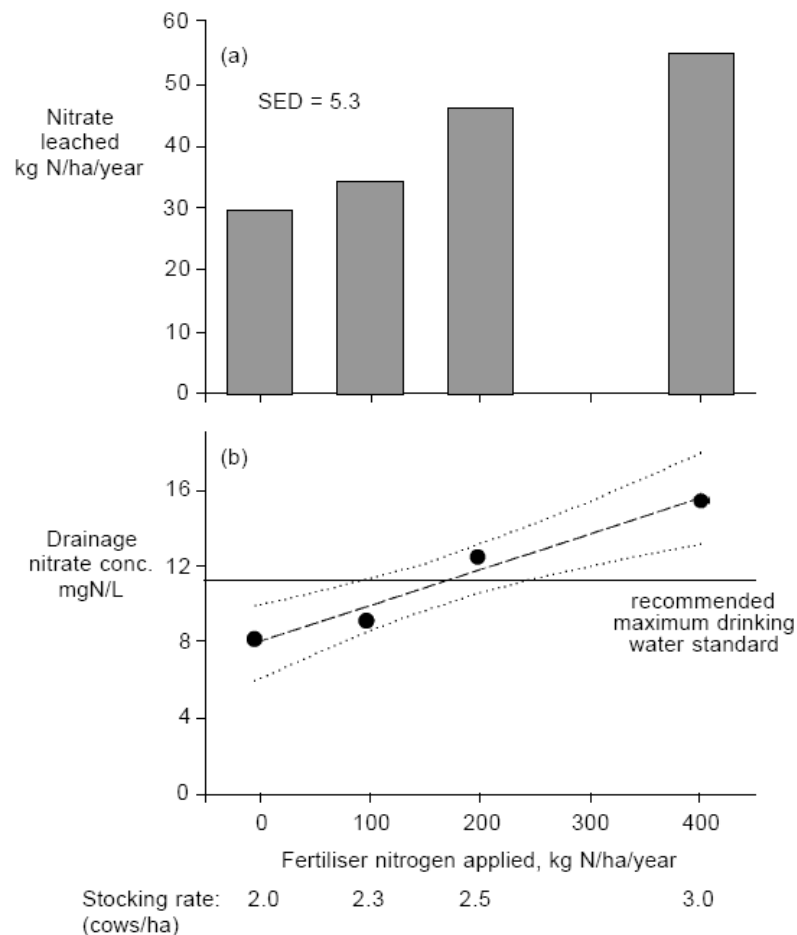 60
(a)
50
SED = 5.3
Nitrate
leached
kg N/ha/year
40
30
20
10
0
(b)
16
Drainage
nitrate conc.
mgN/L
12
recommended
maximum drinking
water standard
8
4
0
0 100 200 300 400
Fertiliser nitrogen applied, kg N/ha/year
Stocking rate: 2.0 2.3 2.5 3.0
(cows/ha)